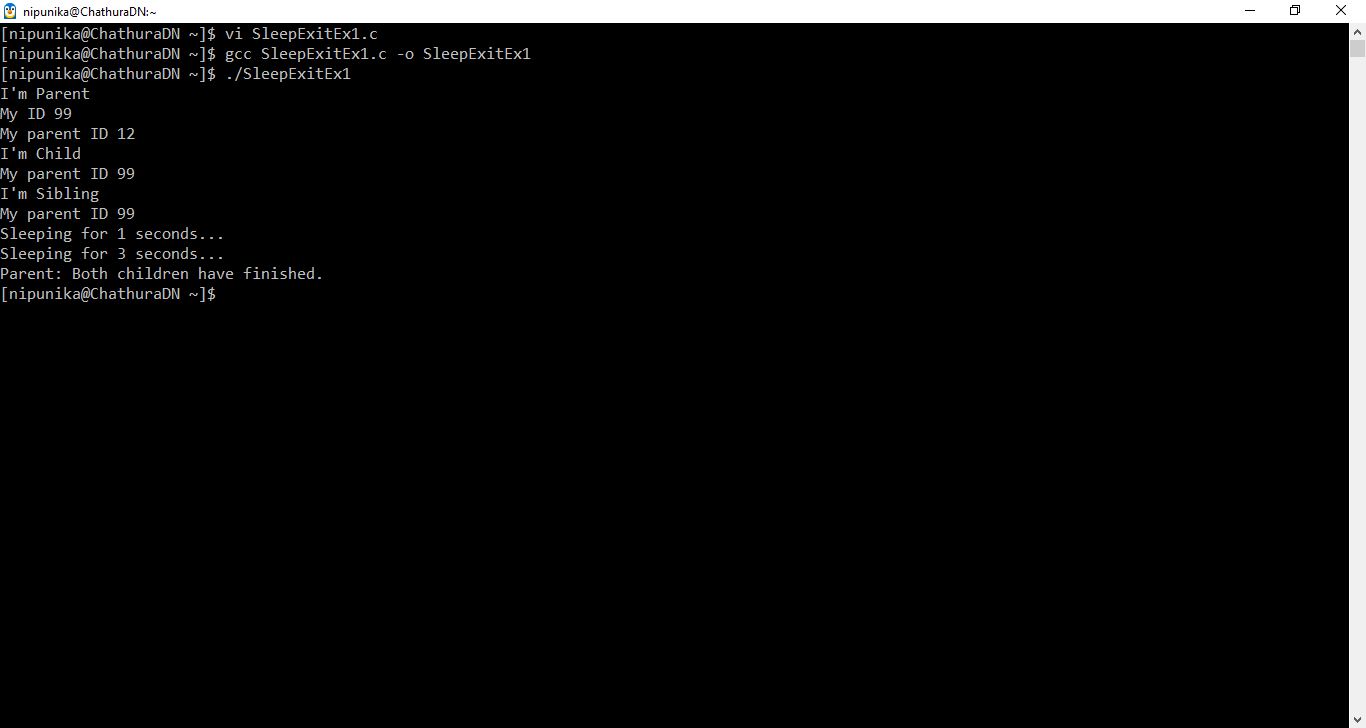 nipunika@ChathuraDN:~
[nipunika@ChathuraDN ~]$ vi SleepExitEx1.c
[nipunika@ChathuraDN ~]$ gcc SleepExitEx1.c -o SleepExitEx1
[nipunika@ChathuraDN ~]$ ./SleepExitEx1
I'm Parent
My ID 99
My parent ID 12
I'm Child
My parent ID 99
I'm Sibling
My parent ID 99
Sleeping for 1 seconds...
Sleeping for 3 seconds...
Parent: Both children have finished.
[nipunika@ChathuraDN ~]$